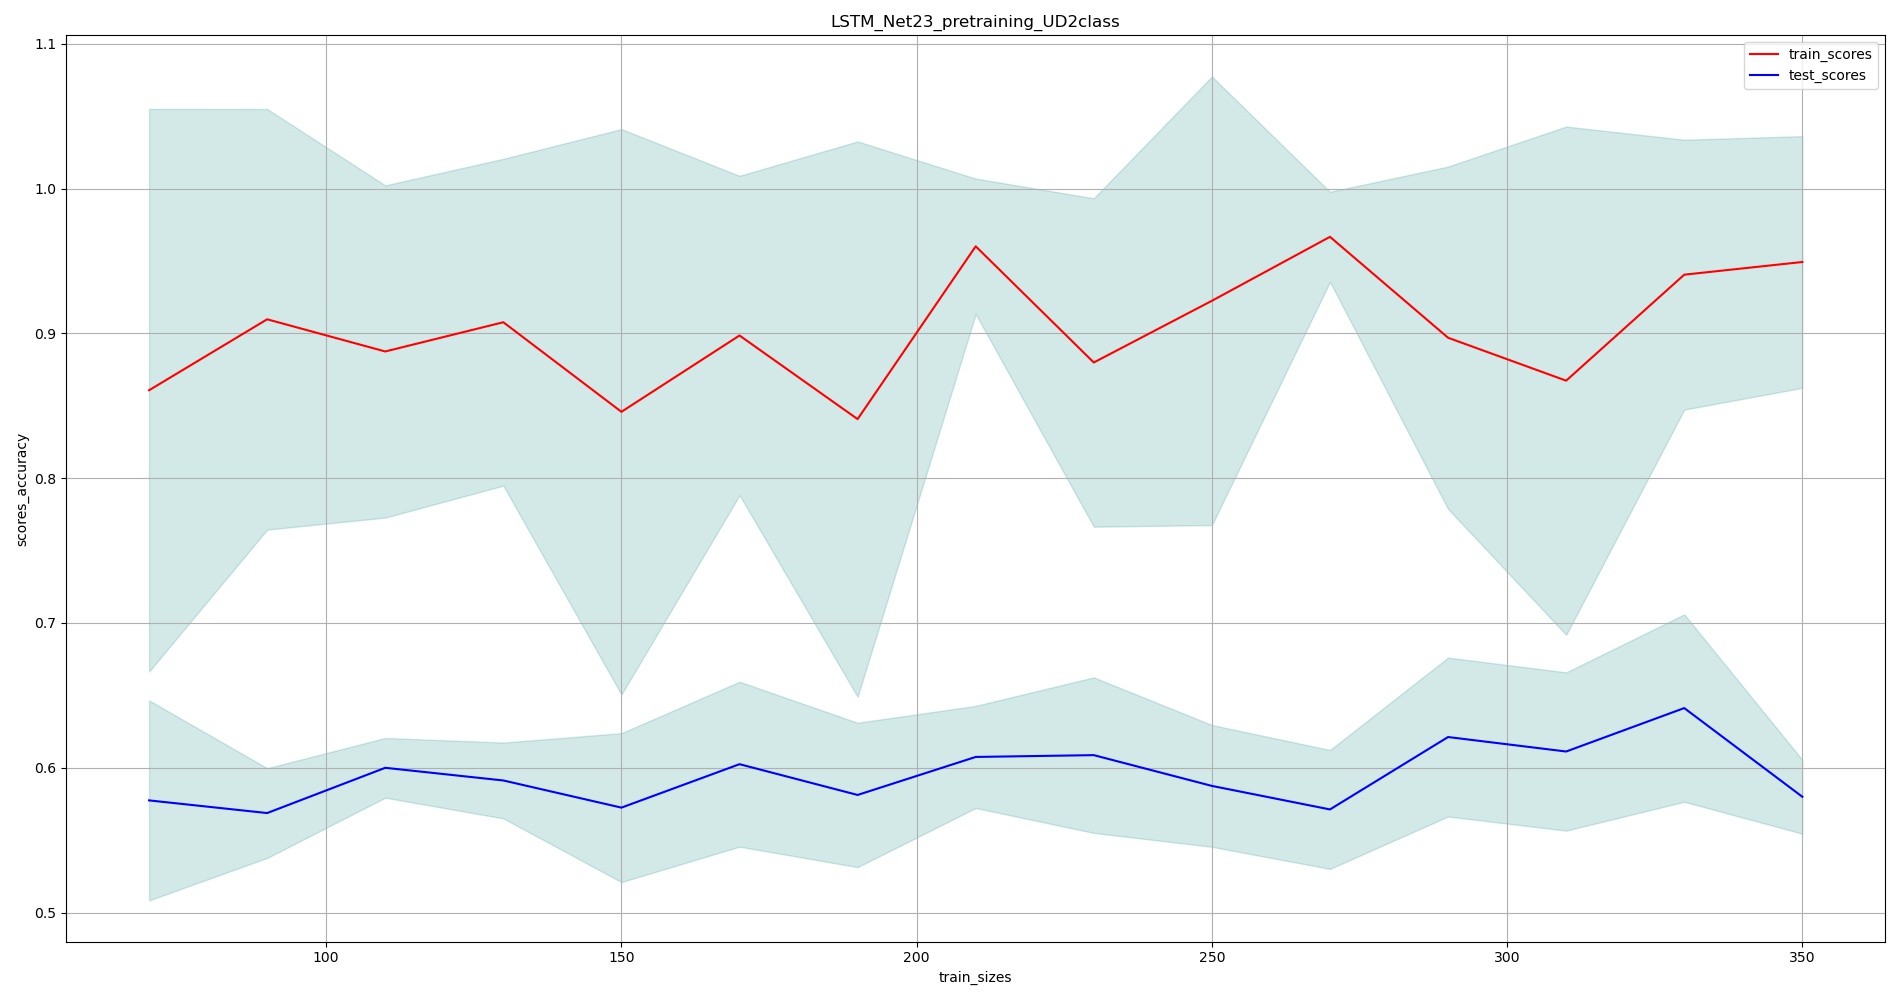 LSTM_Net23_pretraining_UD2class
train_scores
test_scores
scores_accuracy
1.1
1.0
0.9
0.8
0.7
0.6
0.5
100 150 200 250 300 350
train_sizes